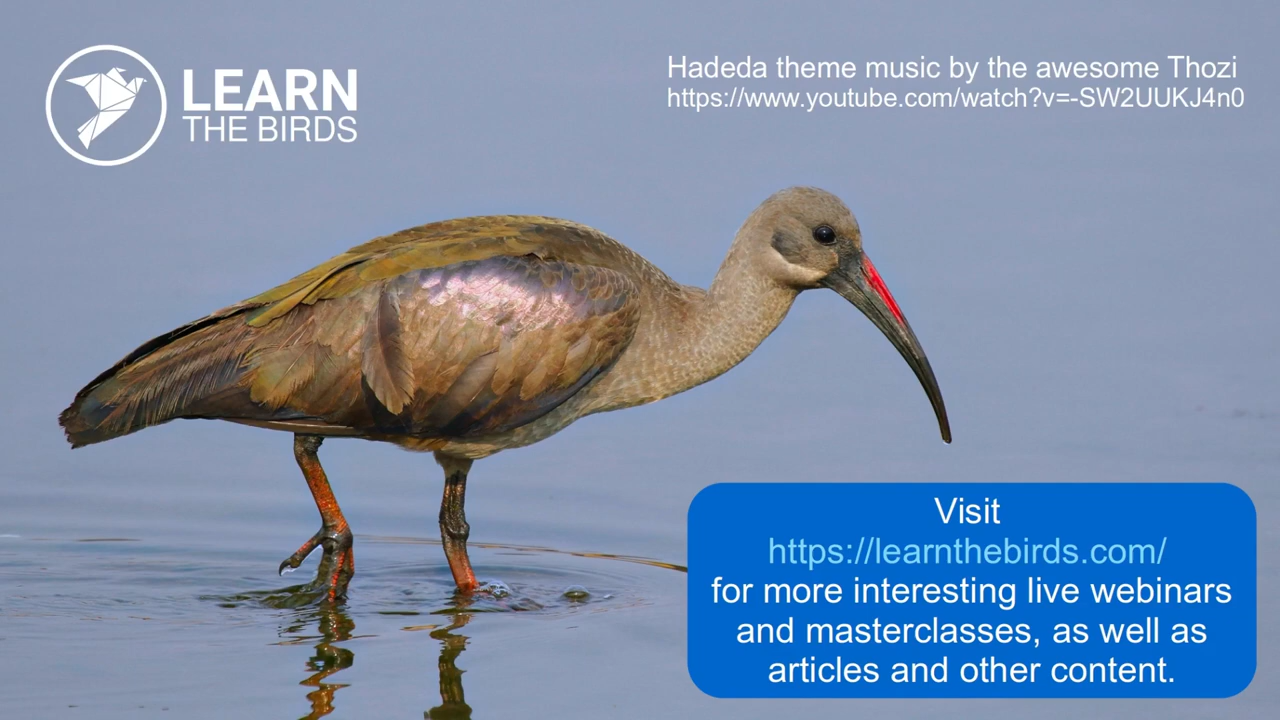 LEARN
THE BIRDS
Hadeda theme music by the awesome Thozi
https://www.youtube.com/watch?v=-SW2UUKJ4n0
Visit
https://learnthebirds.com/
for more interesting live webinars
and masterclasses, as well as
articles and other content.